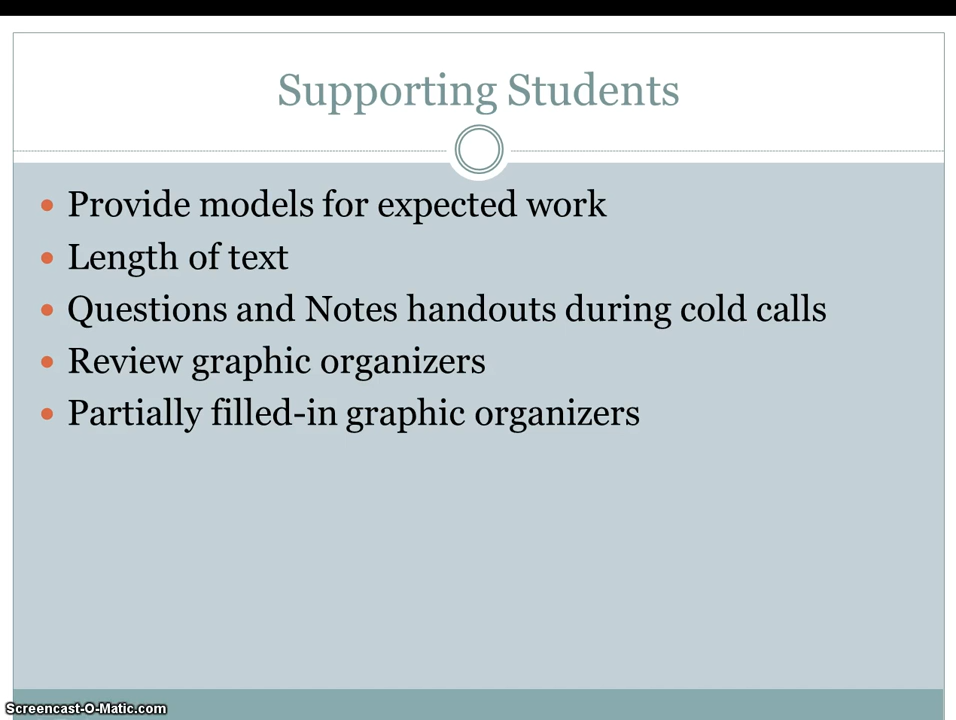 Supporting Students
Provide models for expected work
Length of text
Questions and Notes handouts during cold calls
Review graphic organizers
Partially filled-in graphic organizers
Screencast-O-Matic.com